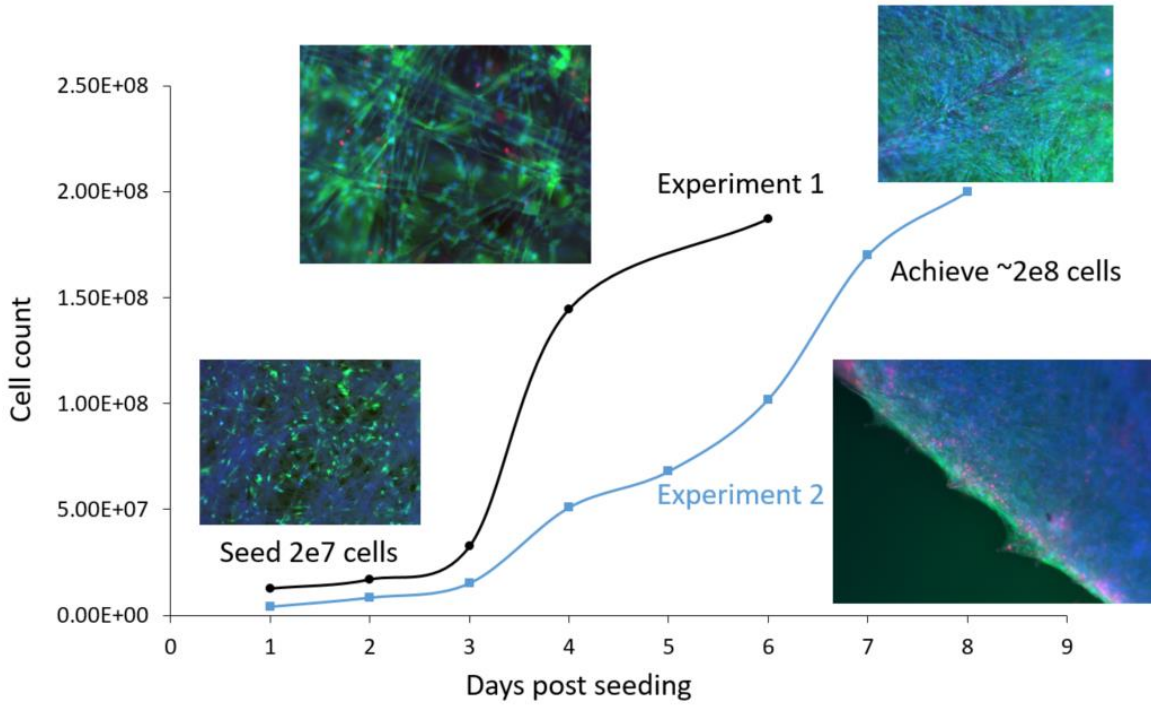 2.50E+08
2.00E+08
1.50E+08
1.00E+08
5.00E+07
0.00E+00
Cell count
Experiment 1
Achieve ~2e8 cells
Experiment 2
Seed 2e7 cells
0 1 2 3 4 5 6 7 8 9
Days post seeding